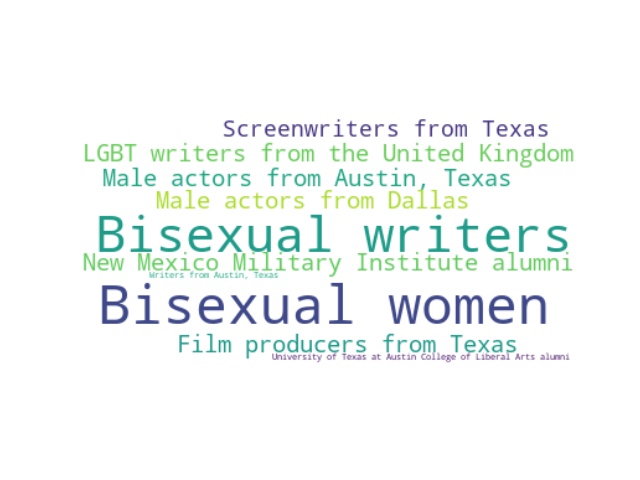 Screenwriters from Texas
LGBT writers from the United Kingdom
Male actors from Austin, Texas
Male actors from Dallas
Bisexual writers
New Mexico Military Institute alumni
Writers from Austin, Texas
Bisexual women
Film producers from Texas
University of Texas at Austin College of Liberal Arts alumni